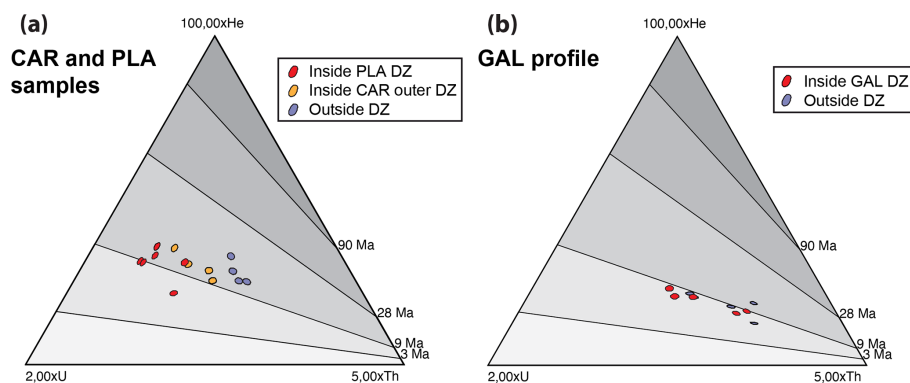 (a)
100,00xHe
CAR and PLA
samples
Inside PLA DZ
Inside CAR outer DZ
Outside DZ
90 Ma
28 Ma
9 Ma
3 Ma
2,00xU
5,00xTh
(b)
100,00xHe
GAL profile
Inside GAL DZ
Outside DZ
90 Ma
28 Ma
9 Ma
3 Ma
2,00xU
5,00xTh